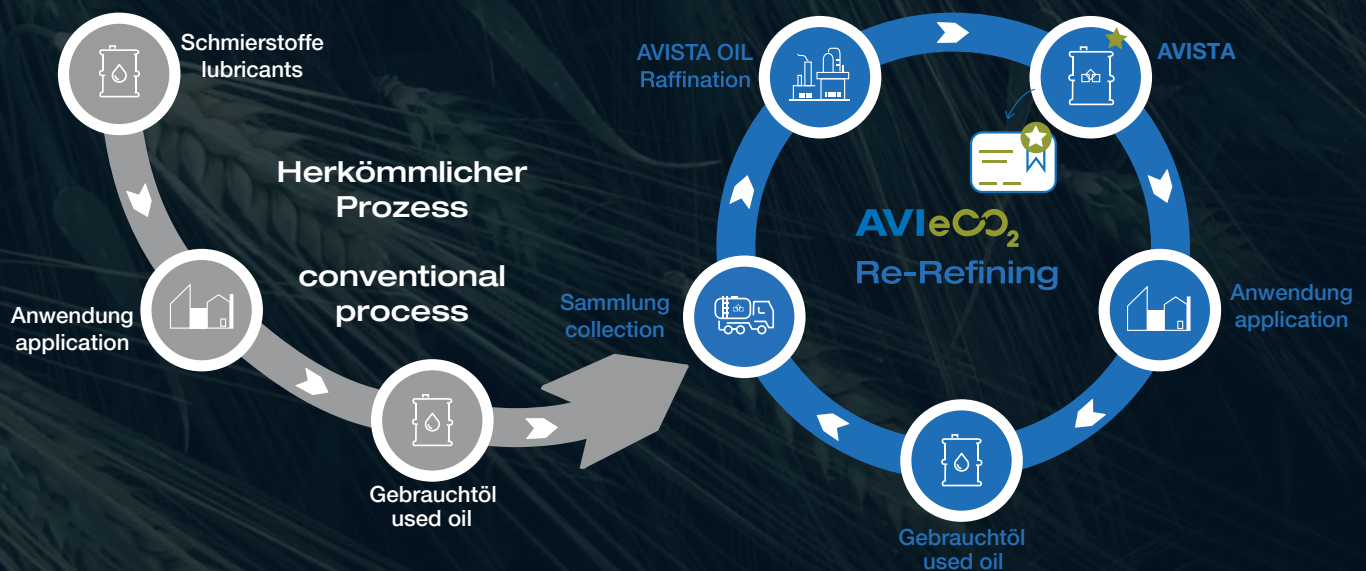 Schmierstoffe
lubricants
Herkömmlicher
Prozess
conventional
process
Anwendung
application
Gebrauchtöl
used oil
AVISTA OIL
Raffination
AVISTA
AVIeCO₂
Re-Refining
Sammlung
collection
Anwendung
application
Gebrauchtöl
used oil